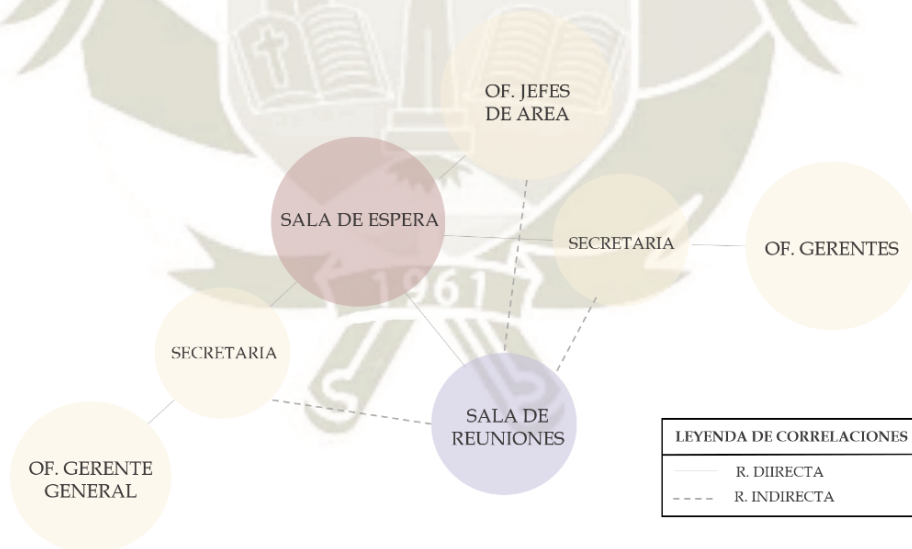 OF. JEFES
DE AREA
SALA DE ESPERA
SECRETARIA
OF. GERENTES
1961
SECRETARIA
SALA DE
REUNIONES
OF. GERENTE
GENERAL
LEYENDA DE CORRELACIONES
R. DIIRECTA
R. INDIRECTA